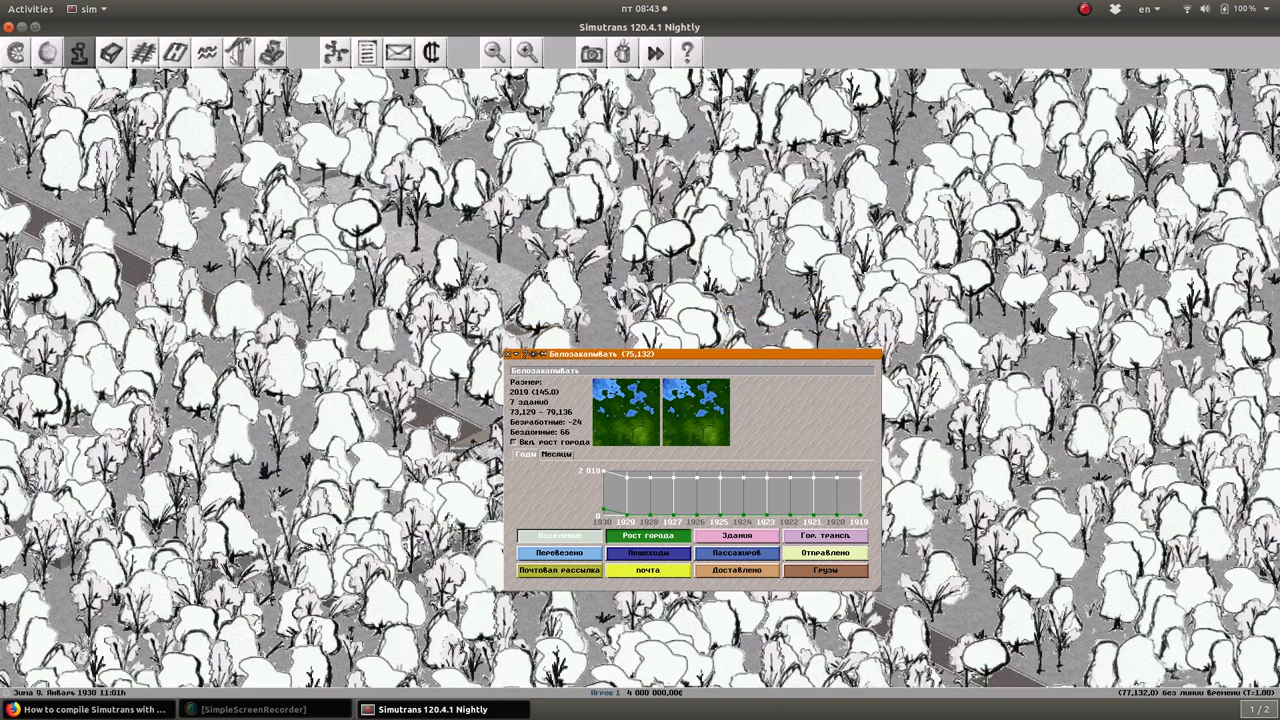 Activities sim пт 08:43 en 100 %
Simutrans 120.4.1 Nightly
Белозакапывать (75,132)
Белозакапывать
Размер:
2019 (145.0)
7 зданий
73,129 - 79,136
Безработные: -24
Бездомные: 66
Вкл. рост города
Годы Месяцы
2 019
0
1930 1929 1928 1927 1926 1925 1924 1923 1922 1921 1920 1919
Население Рост города Здания Гор. трансп.
Перевезено Пешеходы Пассажиров Отправлено
Почтовая рассылка почта Доставлено Грузы
Зима 9. Январь 1930 11:01h Игрок 1 4 000 000,00¢ (77,132,0) без линии времени (T=1.00)
How to compile Simutrans with ... [SimpleScreenRecorder] Simutrans 120.4.1 Nightly 1 / 2